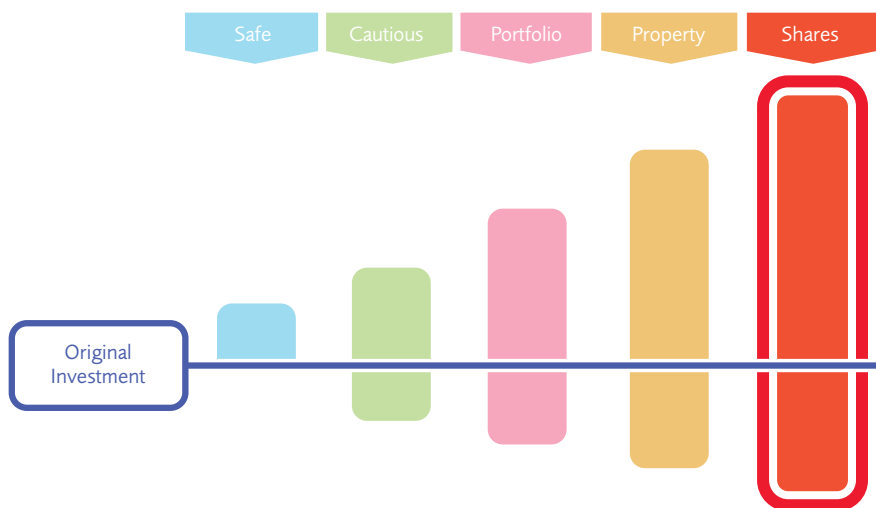 Safe
Cautious
Portfolio
Property
Shares
Original
Investment